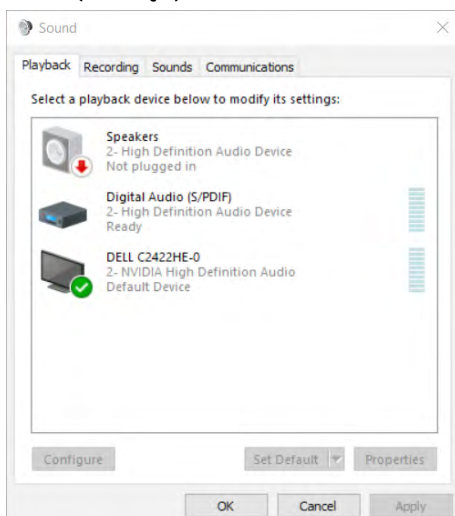 Sound
Playback Recording Sounds Communications
Select a playback device below to modify its settings:
Speakers
2- High Definition Audio Device
Not plugged in
Digital Audio (S/PDIF)
2- High Definition Audio Device
Ready
DELL C2422HE-0
2- NVIDIA High Definition Audio
Default Device
Configure Set Default Properties
OK Cancel Apply